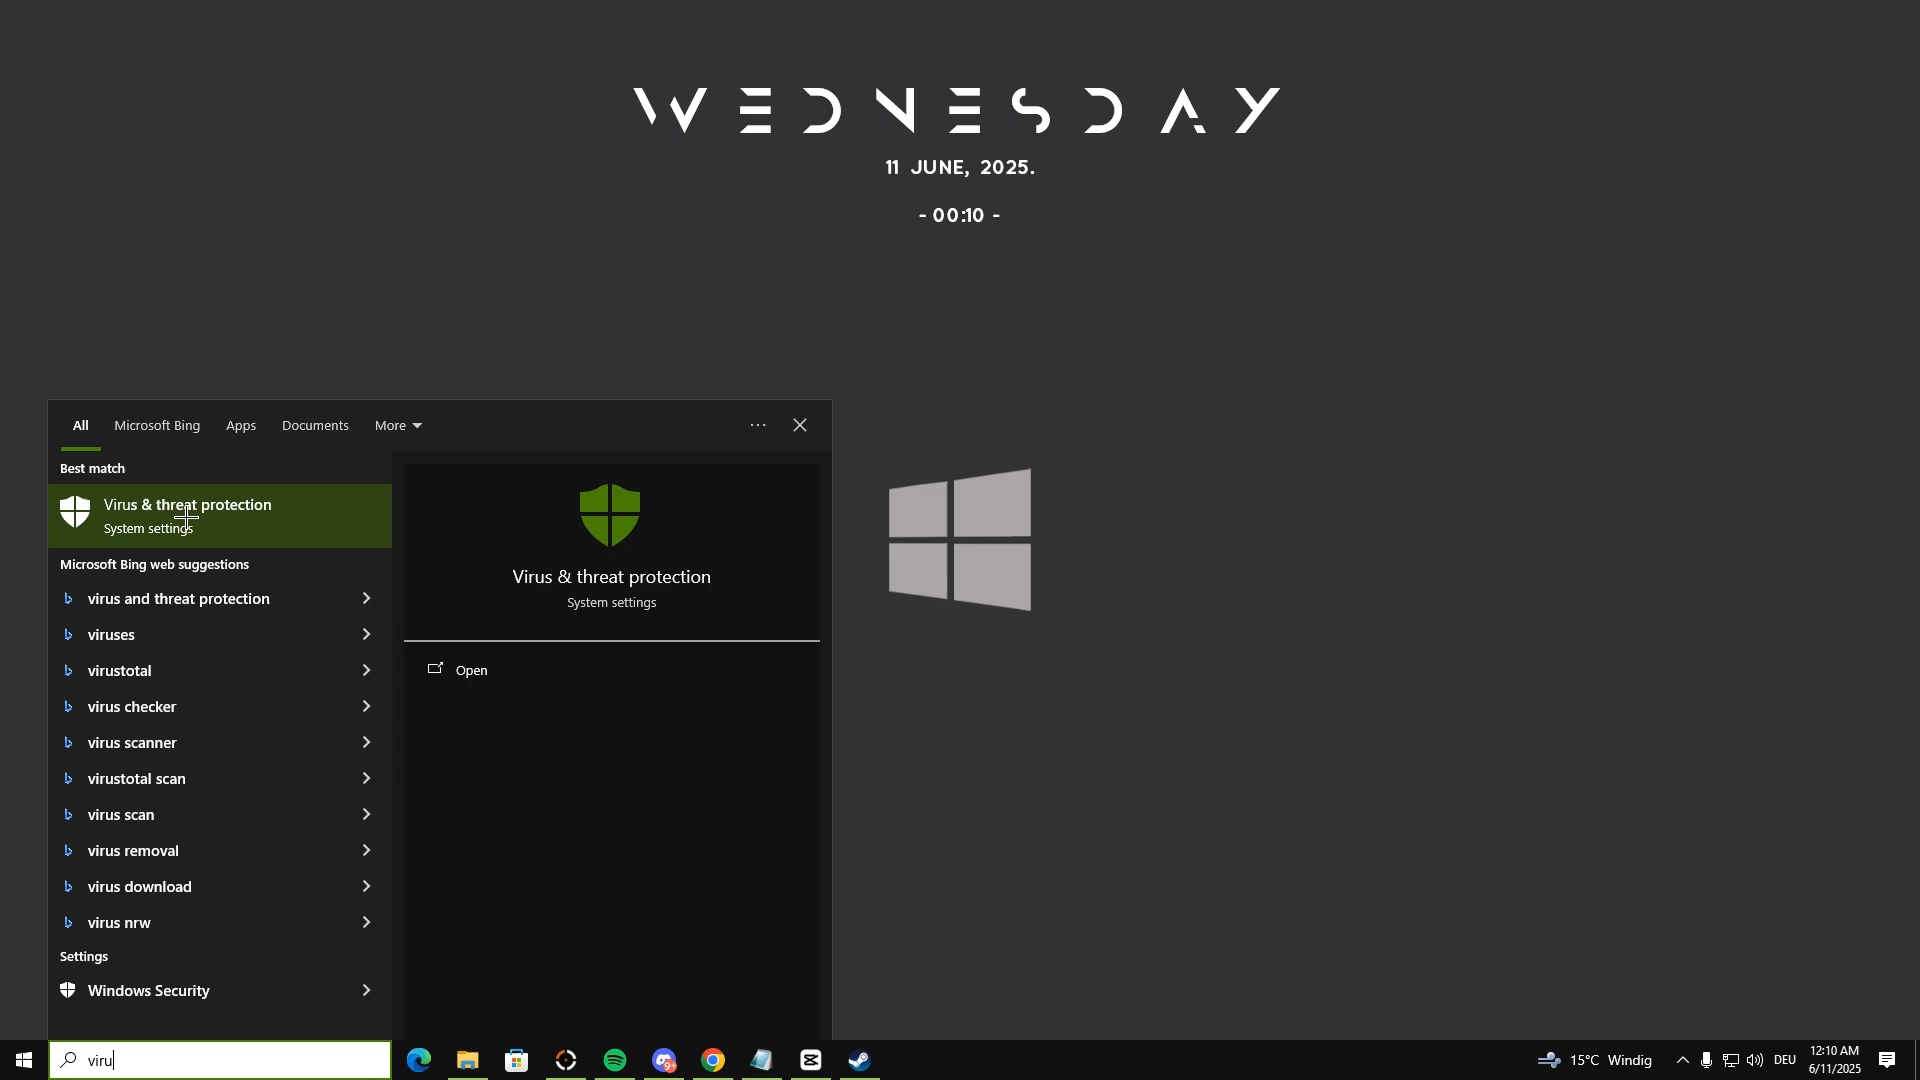 WEDNESDAY
11 JUNE, 2025.
- 00:10 -
All
Microsoft Bing
Apps
Documents
More
Best match
Virus & threat protection
System settings
Microsoft Bing web suggestions
virus and threat protection
viruses
virustotal
virus checker
virus scanner
virustotal scan
virus scan
virus removal
virus download
virus nrw
Settings
Windows Security
Virus & threat protection
System settings
Open
viru
9+
15°C Windig
DEU
12:10 AM
6/11/2025